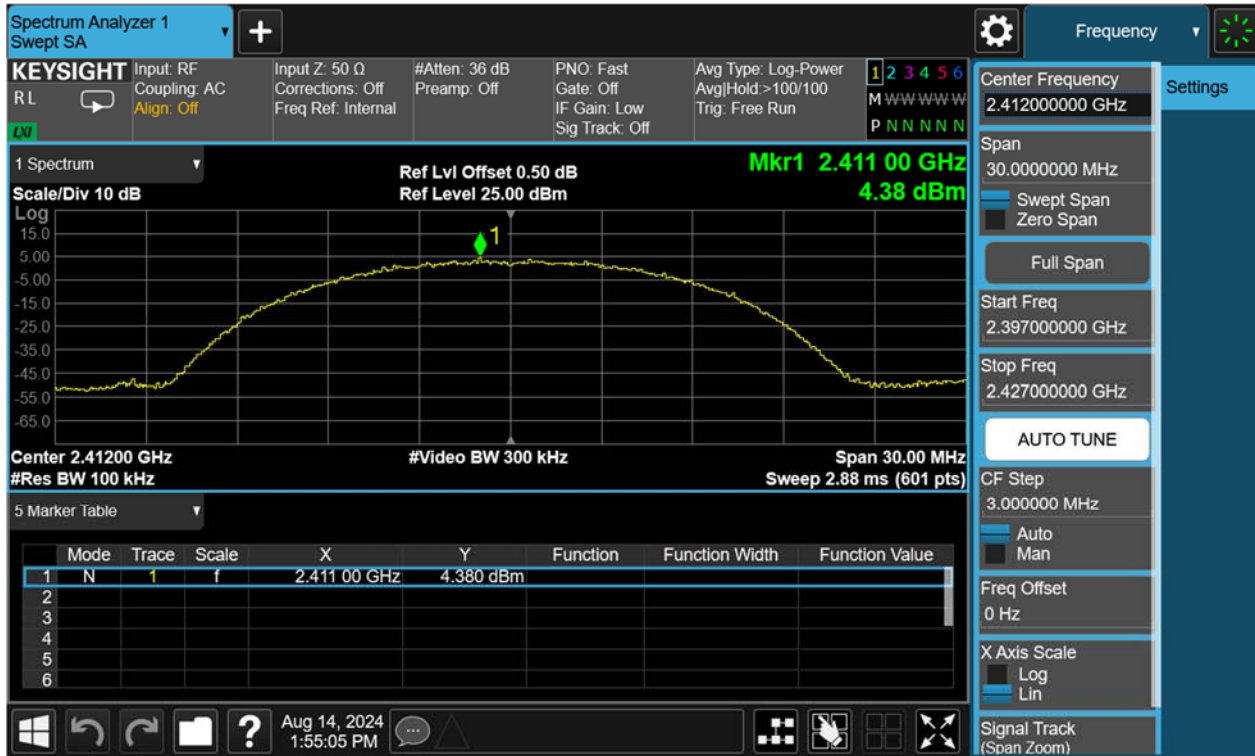 Spectrum Analyzer 1
Swept SA
Frequency
KEYSIGHT
RL
LXI
Input: RF
Coupling: AC
Align: Off
Input Z: 50 Ω
Corrections: Off
Freq Ref: Internal
#Atten: 36 dB
Preamp: Off
PNO: Fast
Gate: Off
IF Gain: Low
Sig Track: Off
Avg Type: Log-Power
Avg|Hold:>100/100
Trig: Free Run
1 2 3 4 5 6
M W W W W W
P N N N N N
1 Spectrum
Scale/Div 10 dB
Ref Lvl Offset 0.50 dB
Ref Level 25.00 dBm
Mkr1 2.411 00 GHz
4.38 dBm
Log
15.0
5.00
-5.00
-15.0
-25.0
-35.0
-45.0
-55.0
-65.0
1
Center 2.41200 GHz
#Res BW 100 kHz
#Video BW 300 kHz
Span 30.00 MHz
Sweep 2.88 ms (601 pts)
5 Marker Table
Mode Trace Scale X Y Function Function Width Function Value
1 N 1 f 2.411 00 GHz 4.380 dBm
2
3
4
5
6
Aug 14, 2024
1:55:05 PM
Center Frequency
2.412000000 GHz
Span
30.0000000 MHz
Swept Span
Zero Span
Full Span
Start Freq
2.397000000 GHz
Stop Freq
2.427000000 GHz
AUTO TUNE
CF Step
3.000000 MHz
Auto
Man
Freq Offset
0 Hz
X Axis Scale
Log
Lin
Signal Track
(Span Zoom)
Settings